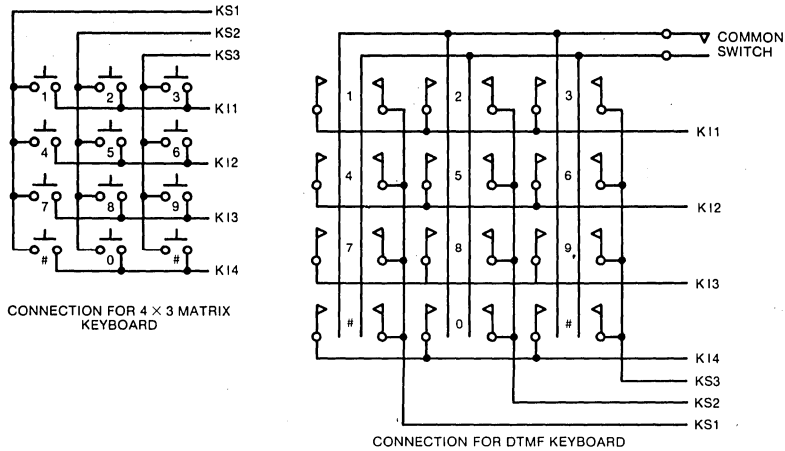 KS1
KS2
KS3
1 2 3
KI1
4 5 6
KI2
7 8 9
KI3
# 0 #
KI4
CONNECTION FOR 4 × 3 MATRIX
KEYBOARD
COMMON
SWITCH
1 2 3
KI1
4 5 6
KI2
7 8 9
KI3
# 0 #
KI4
KS3
KS2
KS1
CONNECTION FOR DTMF KEYBOARD